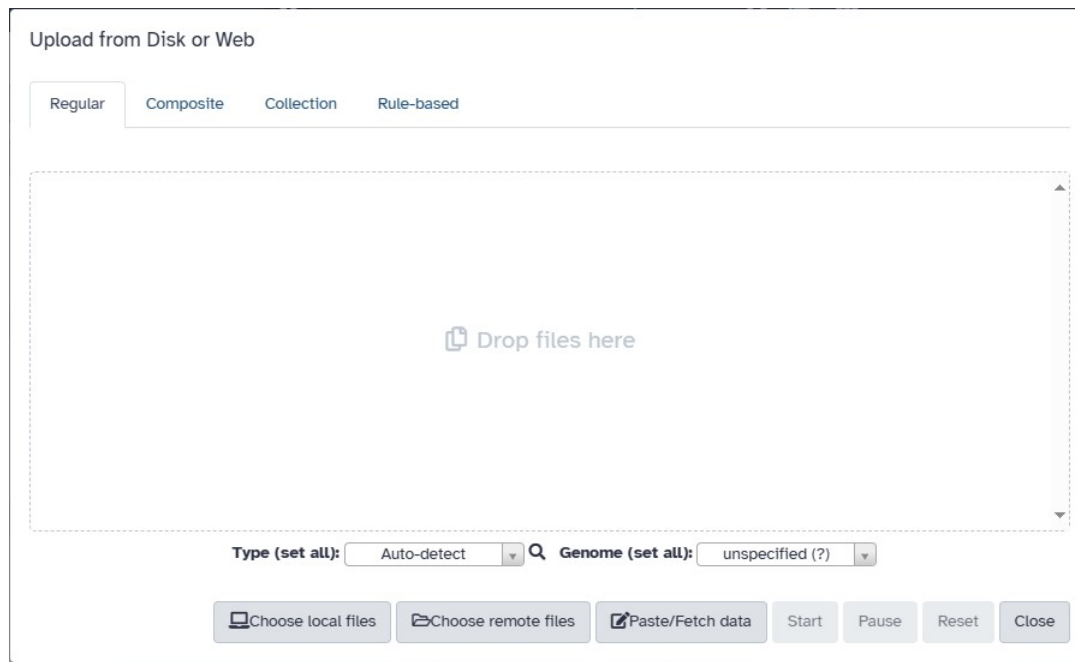 Upload from Disk or Web
Regular Composite Collection Rule-based
Drop files here
Type (set all): Auto-detect Genome (set all): unspecified (?)
Choose local files Choose remote files Paste/Fetch data Start Pause Reset Close